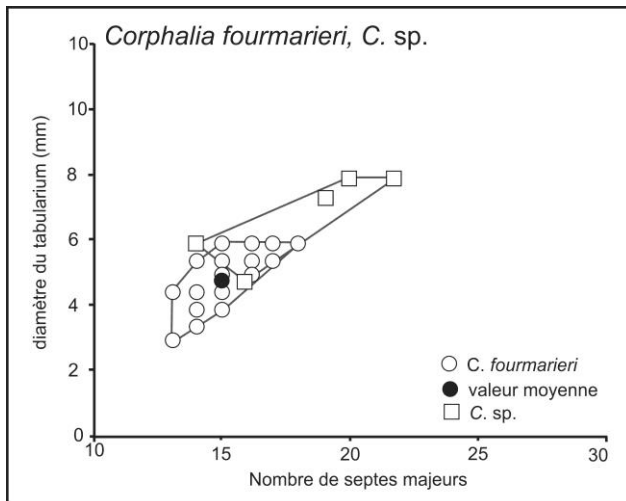 Corphalia fourmarieri, C. sp.
10
10
8
6
4
2
0
10
15
20
25
30
diamètre du tabularium (mm)
Nombre de septes majeurs
C. fourmarieri
valeur moyenne
C. sp.